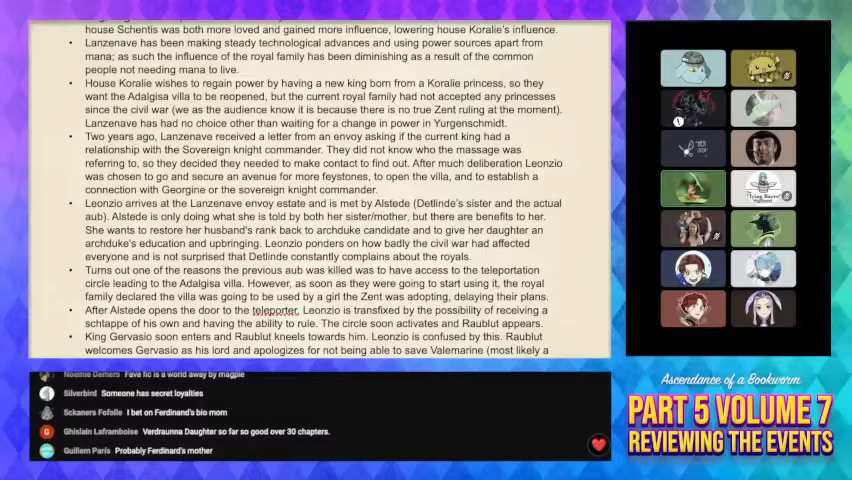 house Schentis was both more loved and gained more influence, lowering house Koralie's influence.
• Lanzenave has been making steady technological advances and using power sources apart from
mana; as such the influence of the royal family has been diminishing as a result of the common
people not needing mana to live.
• House Koralie wishes to regain power by having a new king born from a Koralie princess, so they
want the Adalgisa villa to be reopened, but the current royal family had not accepted any princesses
since the civil war (we as the audience know it is because there is no true Zent ruling at the moment).
Lanzenave has had no choice other than waiting for a change in power in Yurgenschmidt.
• Two years ago, Lanzenave received a letter from an envoy asking if the current king had a
relationship with the Sovereign knight commander. They did not know who the massage was
referring to, so they decided they needed to make contact to find out. After much deliberation Leonzio
was chosen to go and secure an avenue for more feystones, to open the villa, and to establish a
connection with Georgine or the sovereign knight commander.
• Leonzio arrives at the Lanzenave envoy estate and is met by Alstede (Detlinde's sister and the actual
aub). Alstede is only doing what she is told by both her sister/mother, but there are benefits to her.
She wants to restore her husband's rank back to archduke candidate and to give her daughter an
archduke's education and upbringing. Leonzio ponders on how badly the civil war had affected
everyone and is not surprised that Detlinde constantly complains about the royals.
• Turns out one of the reasons the previous aub was killed was to have access to the teleportation
circle leading to the Adalgisa villa. However, as soon as they were going to start using it, the royal
family declared the villa was going to be used by a girl the Zent was adopting, delaying their plans.
• After Alstede opens the door to the teleporter, Leonzio is transfixed by the possibility of receiving a
schtappe of his own and having the ability to rule. The circle soon activates and Raublut appears.
• King Gervasio soon enters and Raublut kneels towards him. Leonzio is confused by this. Raublut
welcomes Gervasio as his lord and apologizes for not being able to save Valemarine (most likely a
Noemie Demers Fave fic is a world away by magpie
Silverbird Someone has secret loyalties
Sckaners Fofolle I bet on Ferdinand's bio mom
G Ghislain Laframboise Verdraunna Daughter so far so good over 30 chapters.
Guillem París Probably Ferdinard's mother
Ascendance of a Bookworm
PART 5 VOLUME 7
REVIEWING THE EVENTS